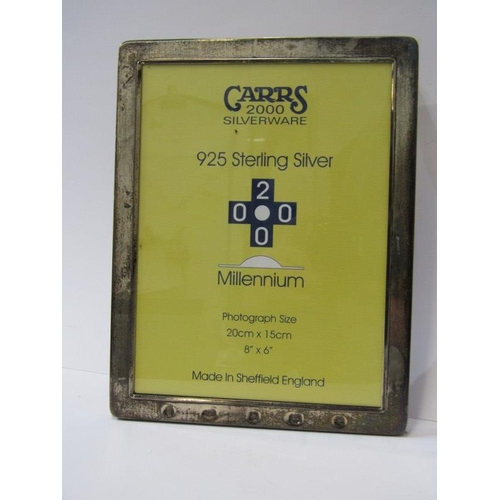 CARRS
2000
SILVERWARE
925 Sterling Silver
2
0 0 0
0
Millennium
Photograph Size
20cm x 15cm
8" x 6"
Made in Sheffield England